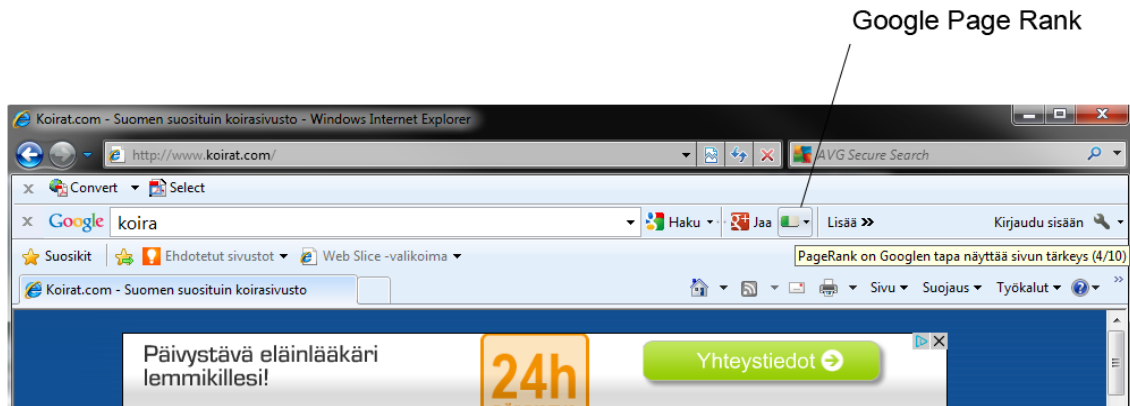 Google Page Rank
Koirat.com - Suomen suosituin koirasivusto - Windows Internet Explorer
http://www.koirat.com/ AVG Secure Search
x Convert Select
x Google koira Haku Jaa Lisää » Kirjaudu sisään
Suosikit Ehdotetut sivustot Web Slice -valikoima PageRank on Googlen tapa näyttää sivun tärkeys (4/10)
Koirat.com - Suomen suosituin koirasivusto Sivu Suojaus Työkalut »
Päivystävä eläinlääkäri
lemmikillesi!
24h
Yhteystiedot